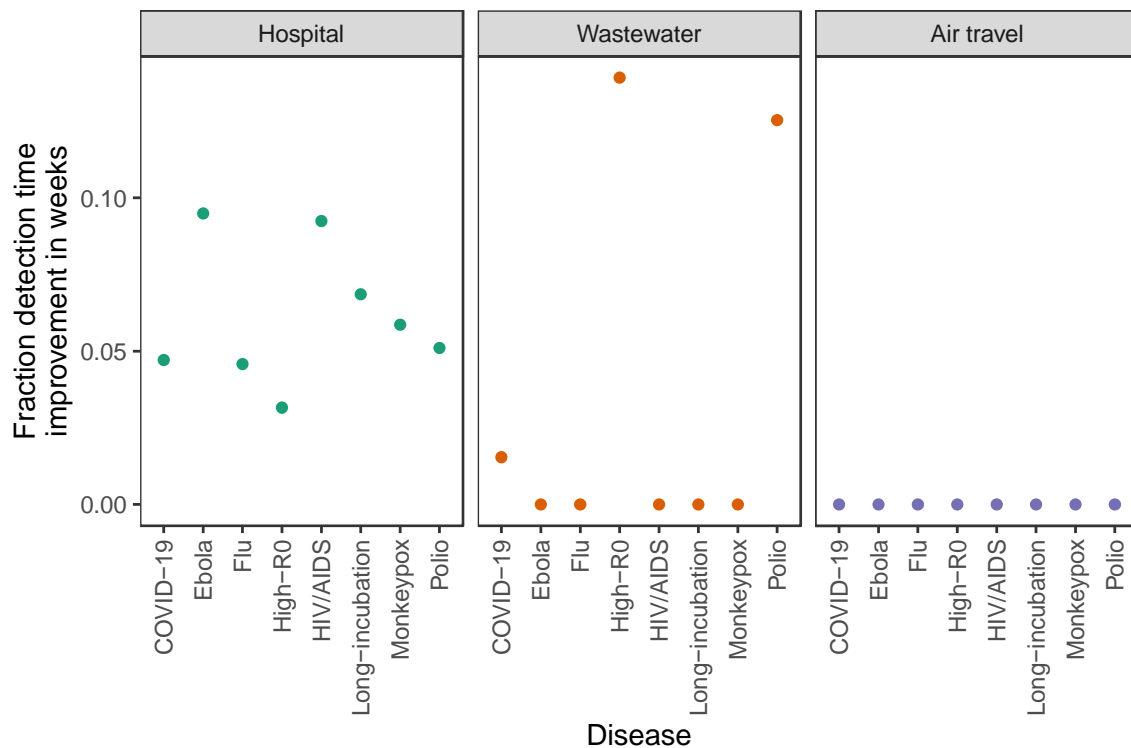 Hospital
Wastewater
Air travel
Fraction detection time
improvement in weeks
0.10
0.05
0.00
COVID−19
Ebola
Flu
High−R0
HIV/AIDS
Long−incubation
Monkeypox
Polio
COVID−19
Ebola
Flu
High−R0
HIV/AIDS
Long−incubation
Monkeypox
Polio
COVID−19
Ebola
Flu
High−R0
HIV/AIDS
Long−incubation
Monkeypox
Polio
Disease